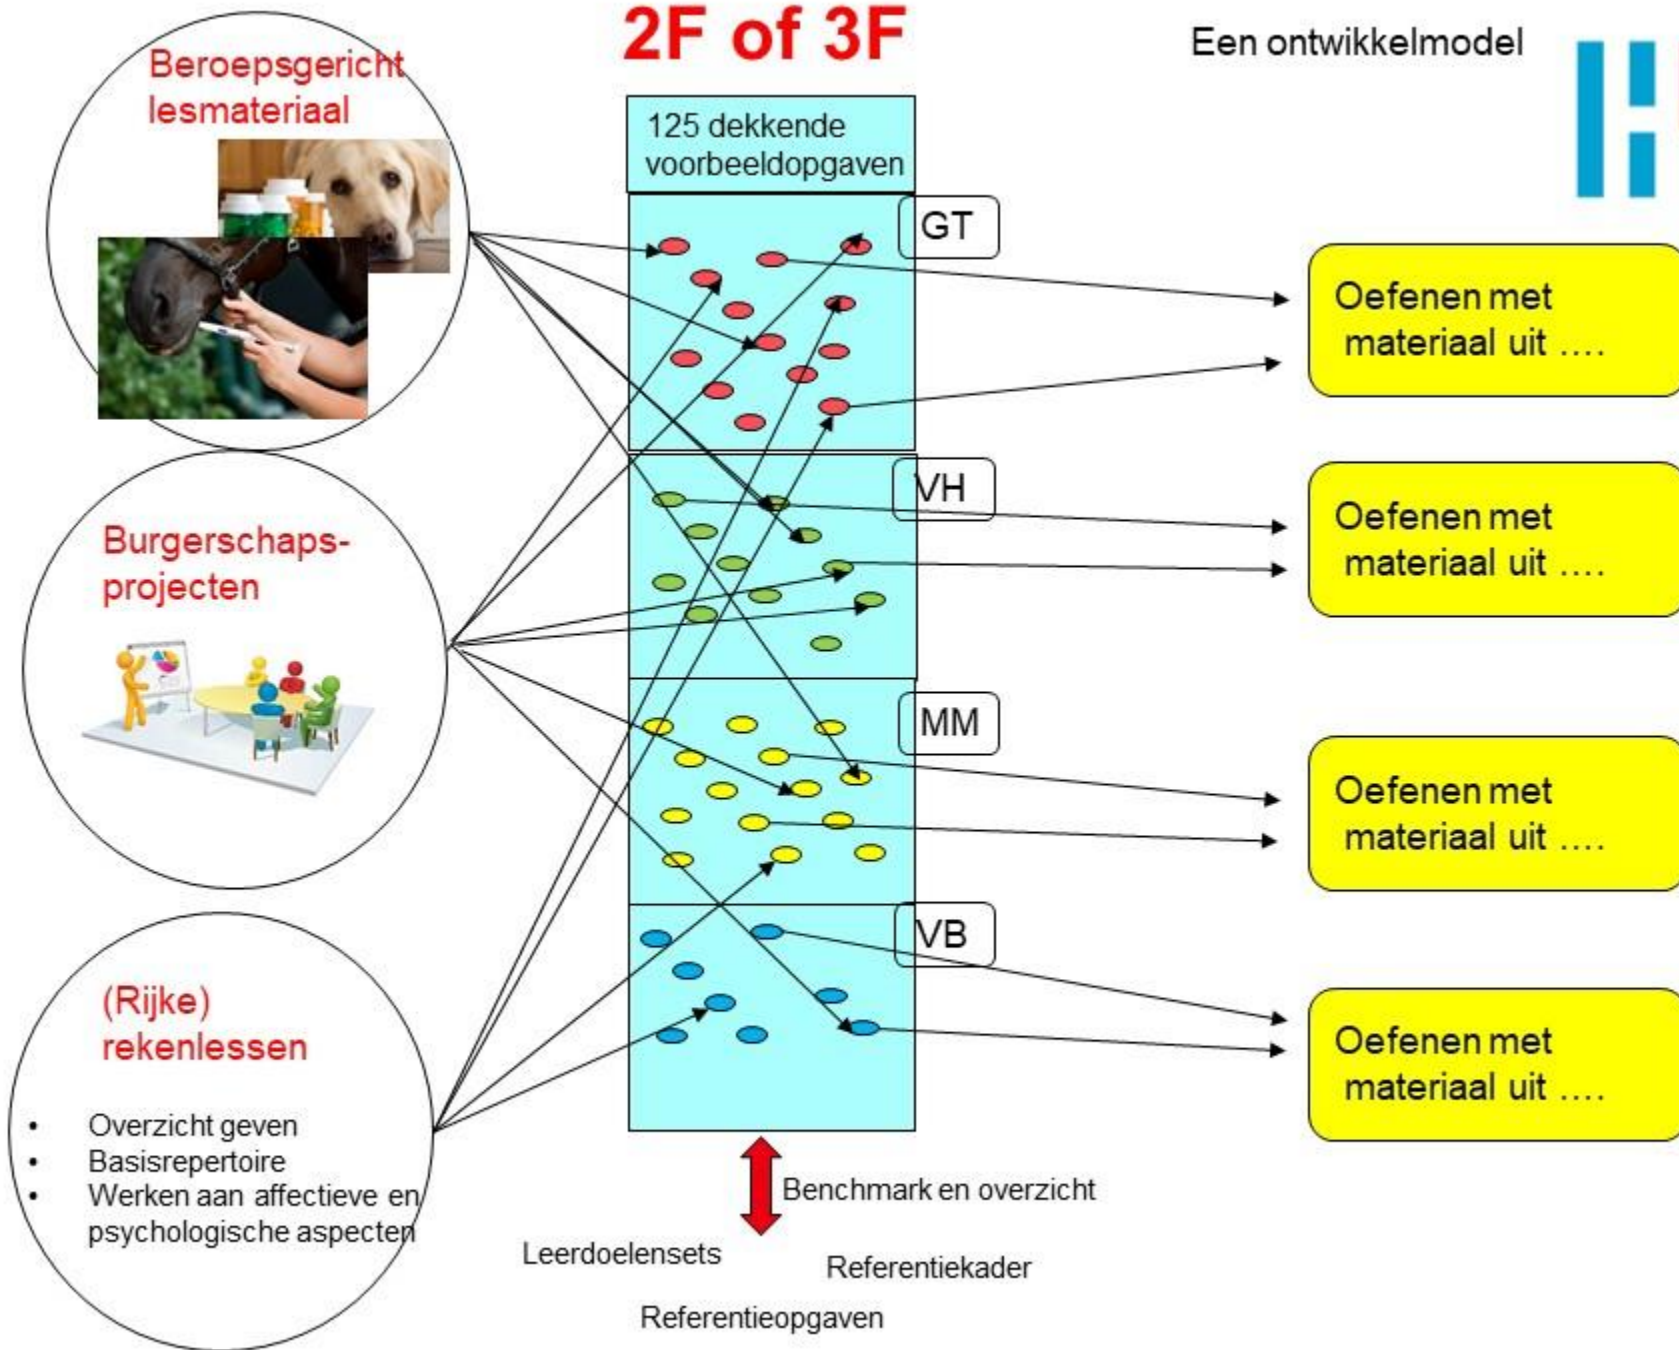 2F of 3F
Een ontwikkelmodel
Beroepsgericht
lesmateriaal
125 dekkende
voorbeeldopgaven
GT
Oefenen met
materiaal uit ....
VH
Oefenen met
materiaal uit ....
Burgerschaps-
projecten
MM
Oefenen met
materiaal uit ....
VB
Oefenen met
materiaal uit ....
(Rijke)
rekenlessen
• Overzicht geven
• Basisrepertoire
• Werken aan affectieve en
psychologische aspecten
Benchmark en overzicht
Leerdoelensets
Referentiekader
Referentieopgaven